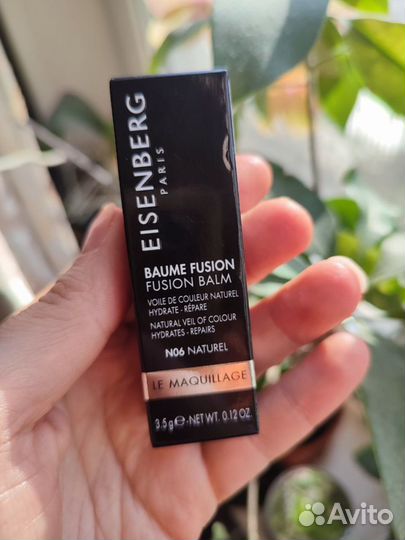 EISENBERG
PARIS
BAUME FUSION
FUSION BALM
VOILE DE COULEUR NATUREL
HYDRATE - RÉPARE
NATURAL VEIL OF COLOUR
HYDRATES - REPAIRS
N06 NATUREL
LE MAQUILLAGE
3.5g e - NET WT. 0.12 OZ.
Avito